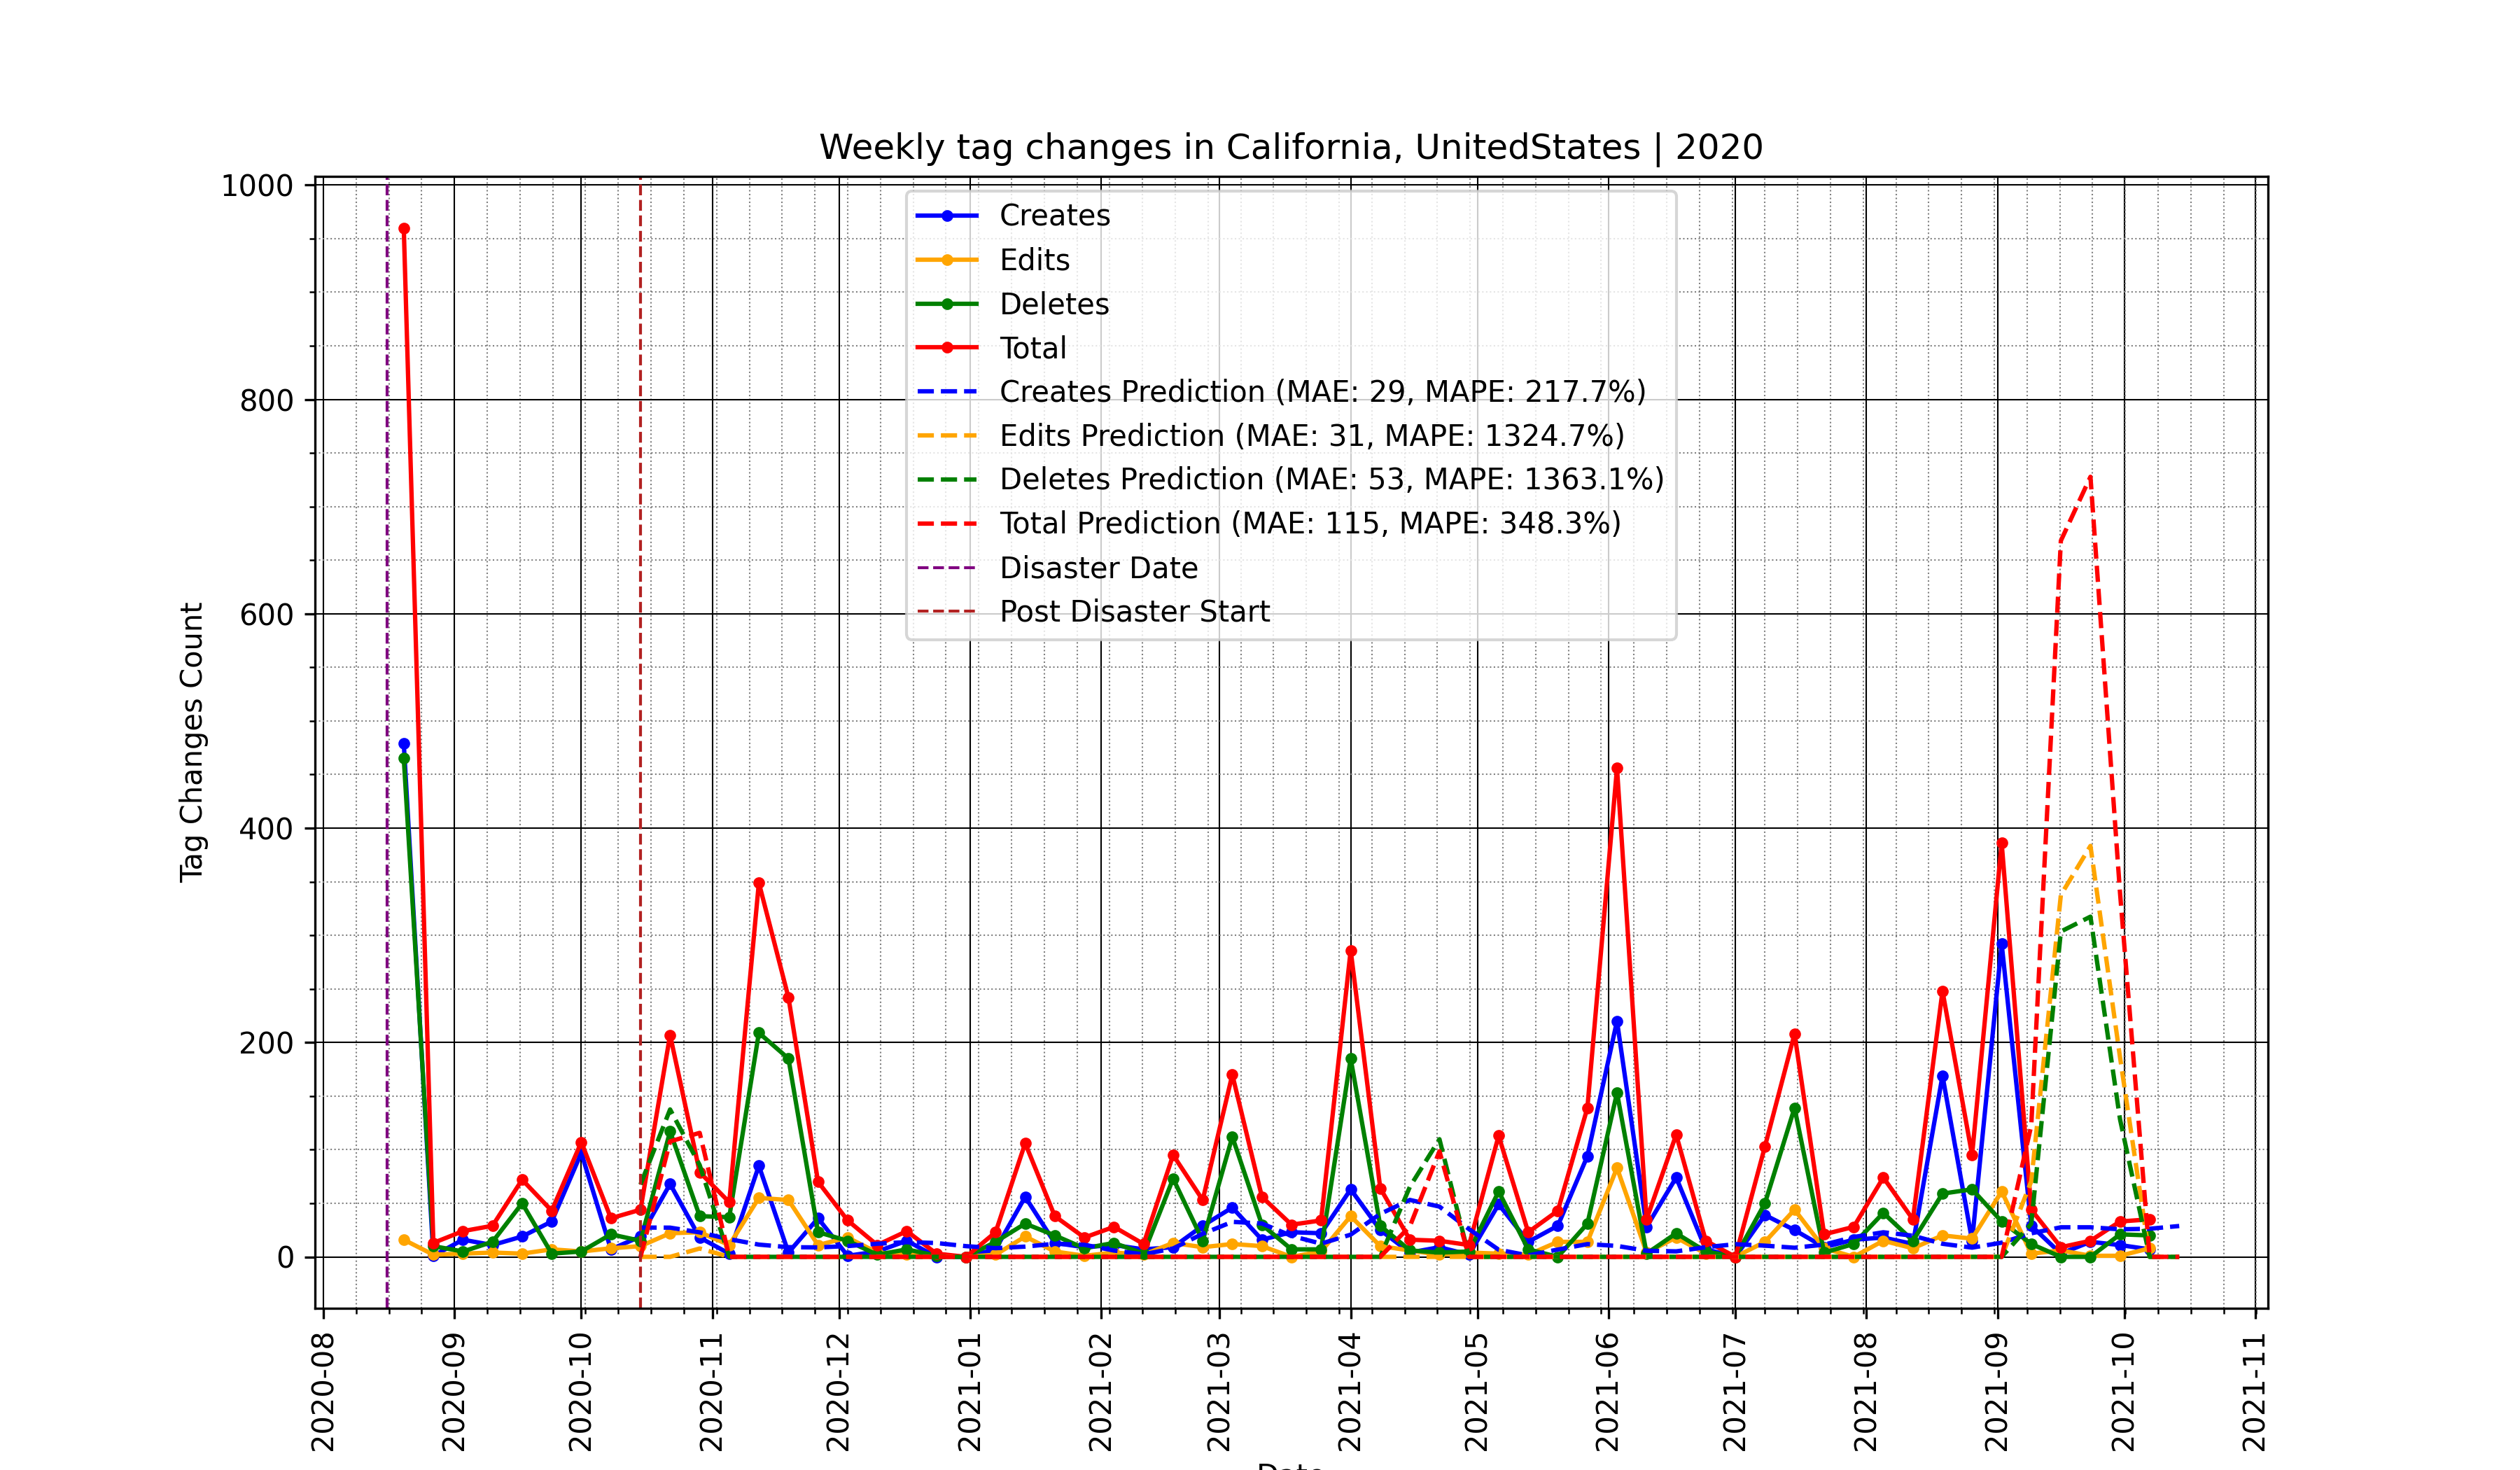 Weekly tag changes in California, UnitedStates | 2020
1000
800
600
400
200
0
Tag Changes Count
Creates
Edits
Deletes
Total
Creates Prediction (MAE: 29, MAPE: 217.7%)
Edits Prediction (MAE: 31, MAPE: 1324.7%)
Deletes Prediction (MAE: 53, MAPE: 1363.1%)
Total Prediction (MAE: 115, MAPE: 348.3%)
Disaster Date
Post Disaster Start
2020-08
2020-09
2020-10
2020-11
2020-12
2021-01
2021-02
2021-03
2021-04
2021-05
2021-06
2021-07
2021-08
2021-09
2021-10
2021-11
Date